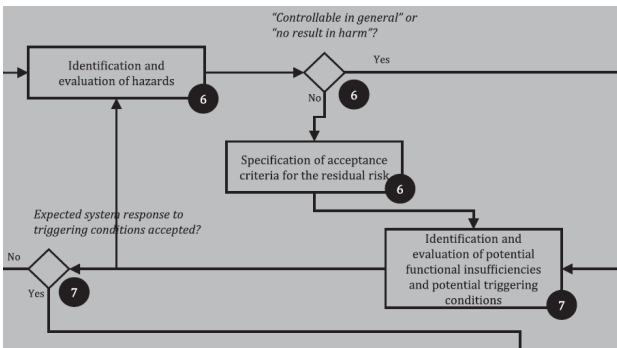 "Controllable in general" or
"no result in harm"?
Yes
Identification and
evaluation of hazards
6
No
6
Specification of acceptance
criteria for the residual risk
6
Expected system response to
triggering conditions accepted?
No
Yes
7
Identification and
evaluation of potential
functional insufficiencies
and potential triggering
conditions
7